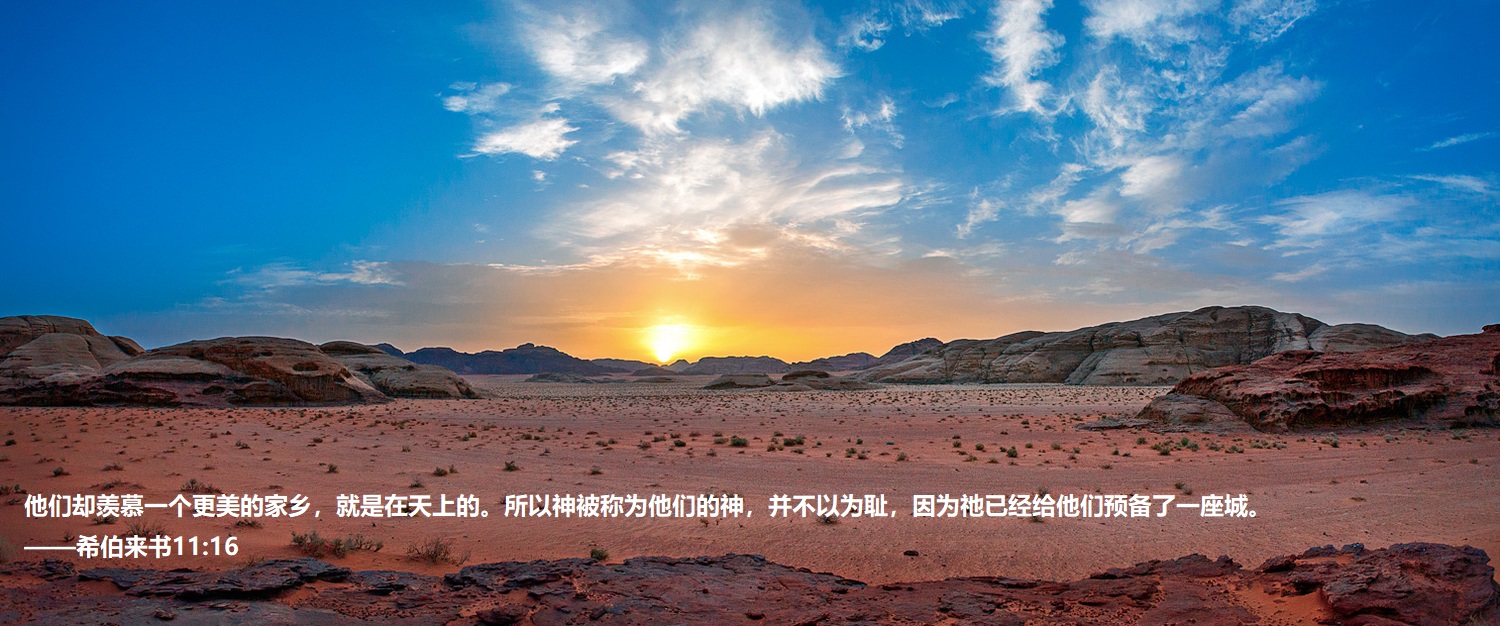 他们却羡慕一个更美的家乡，就是在天上的。所以神被称为他们的神，并不以为耻，因为祂已经给他们预备了一座城。
——希伯来书11:16